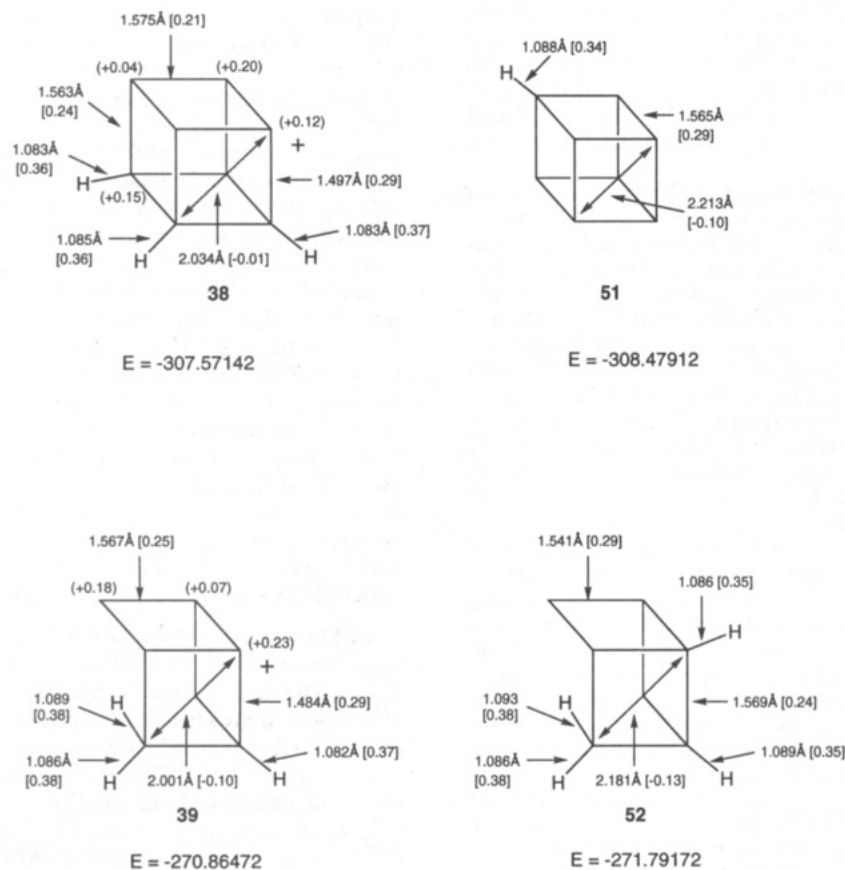 1.575Å [0.21]
(+0.04)
(+0.20)
1.563Å
[0.24]
(+0.12)
+
1.083Å
[0.36]
H
(+0.15)
1.497Å [0.29]
1.085Å
[0.36]
H
2.034Å [-0.01]
H
1.083Å [0.37]
38
E = -307.57142
1.088Å [0.34]
H
1.565Å
[0.29]
2.213Å
[-0.10]
51
E = -308.47912
1.567Å [0.25]
(+0.18)
(+0.07)
(+0.23)
+
1.089
[0.38]
H
1.484Å [0.29]
1.086Å
[0.38]
H
2.001Å [-0.10]
H
1.082Å [0.37]
39
E = -270.86472
1.541Å [0.29]
1.086 [0.35]
H
1.093
[0.38]
H
1.569Å [0.24]
1.086Å
[0.38]
H
2.181Å [-0.13]
H
1.089Å [0.35]
52
E = -271.79172